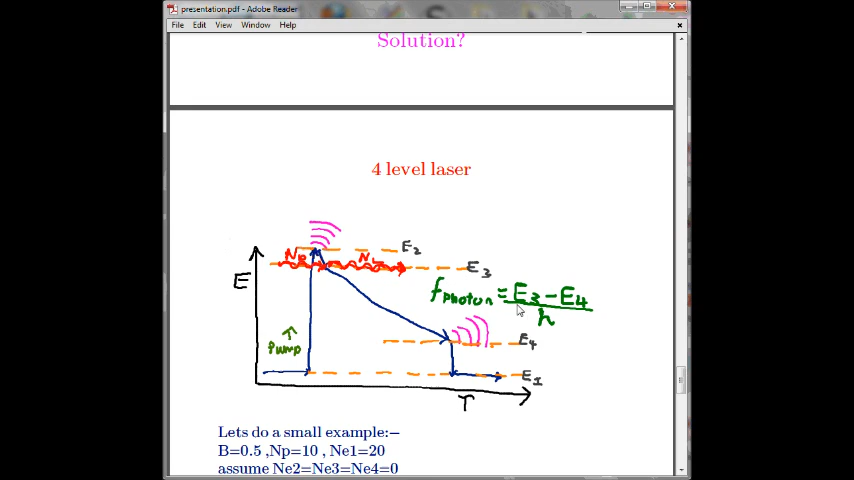 presentation.pdf - Adobe Reader
File Edit View Window Help
Solution?
4 level laser
E2
E3
E
fphoton = E3 - E4
h
Pump
E4
E1
T
Lets do a small example:-
B=0.5 ,Np=10 , Ne1=20
assume Ne2=Ne3=Ne4=0